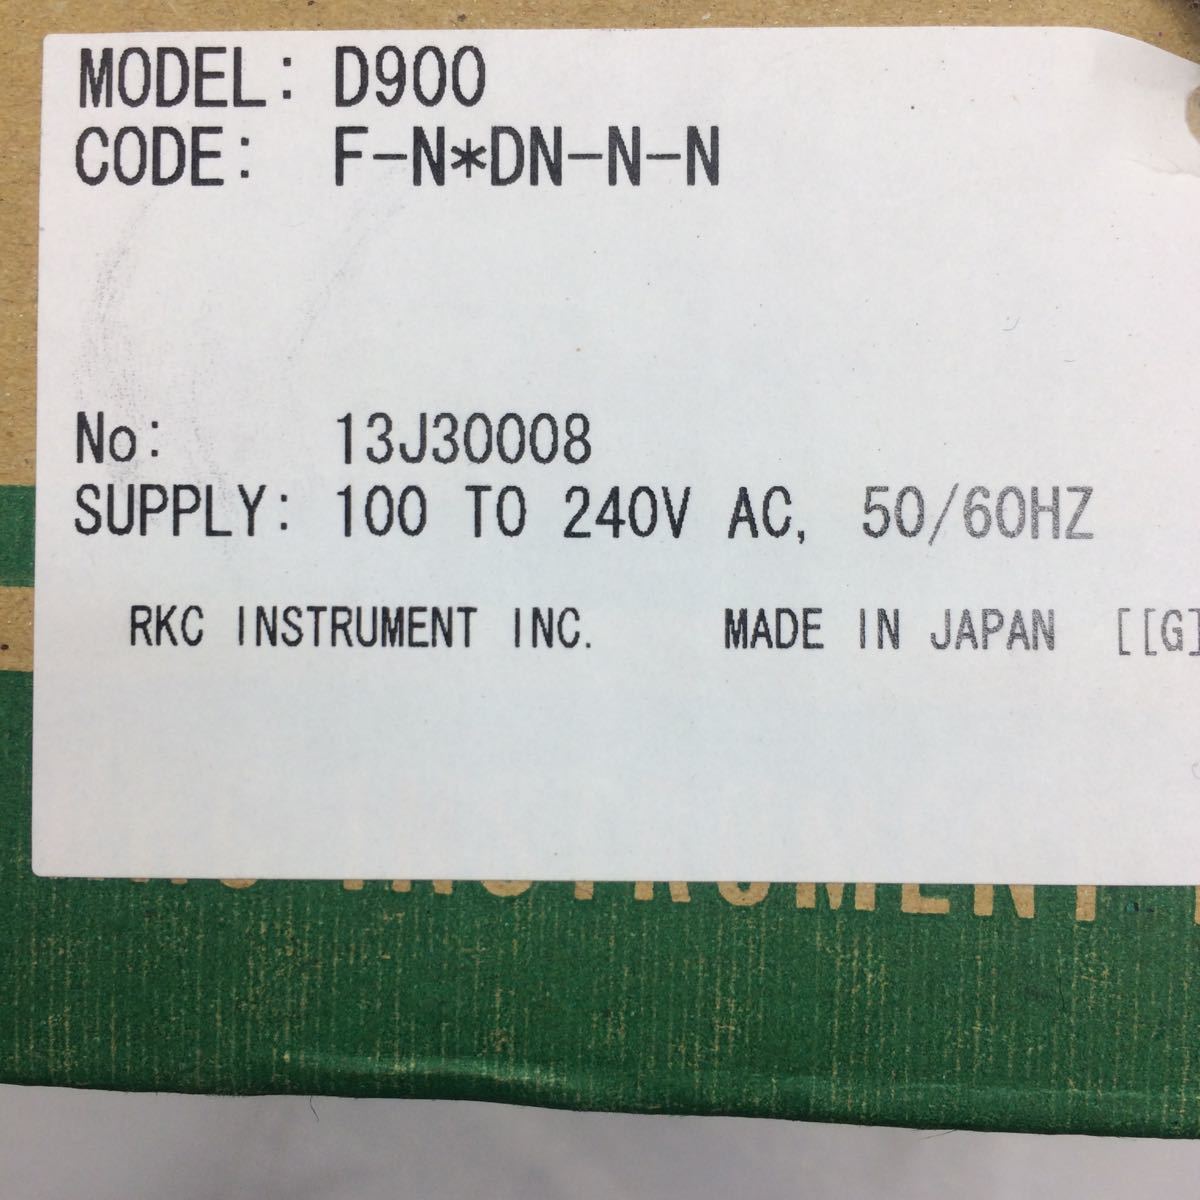 MODEL: D900
CODE: F-N*DN-N-N
No: 13J30008
SUPPLY: 100 TO 240V AC, 50/60HZ
RKC INSTRUMENT INC. MADE IN JAPAN [[G]
INSTRUMENT